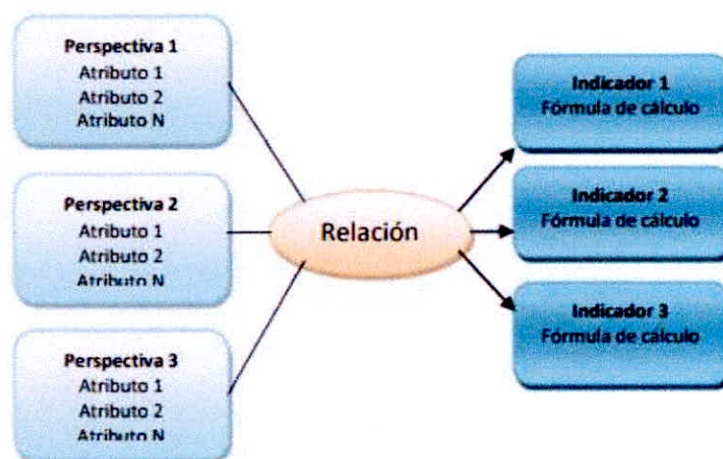 Perspectiva 1
Atributo 1
Atributo 2
Atributo N
Perspectiva 2
Atributo 1
Atributo 2
Atributo N
Perspectiva 3
Atributo 1
Atributo 2
Atributo N
Relación
Indicador 1
Fórmula de cálculo
Indicador 2
Fórmula de cálculo
Indicador 3
Fórmula de cálculo